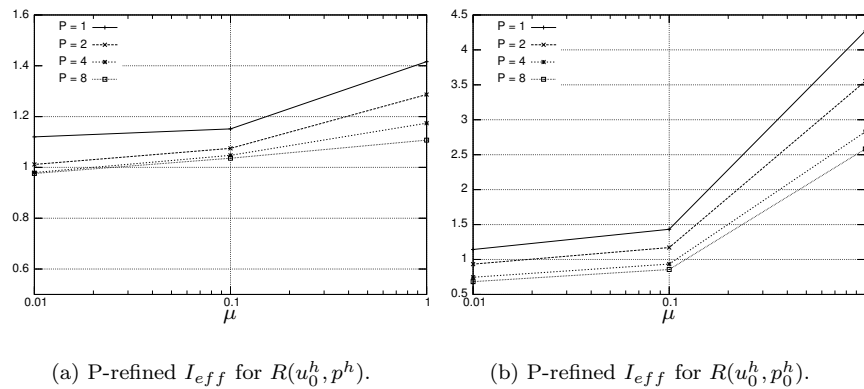 1.6
1.4
1.2
1
0.8
0.6
0.01
0.1
1
μ
P = 1
P = 2
P = 4
P = 8
(a) P-refined I_{eff} for R(u_0^h, p^h).
4.5
4
3.5
3
2.5
2
1.5
1
0.5
0.01
0.1
μ
P = 1
P = 2
P = 4
P = 8
(b) P-refined I_{eff} for R(u_0^h, p_0^h).